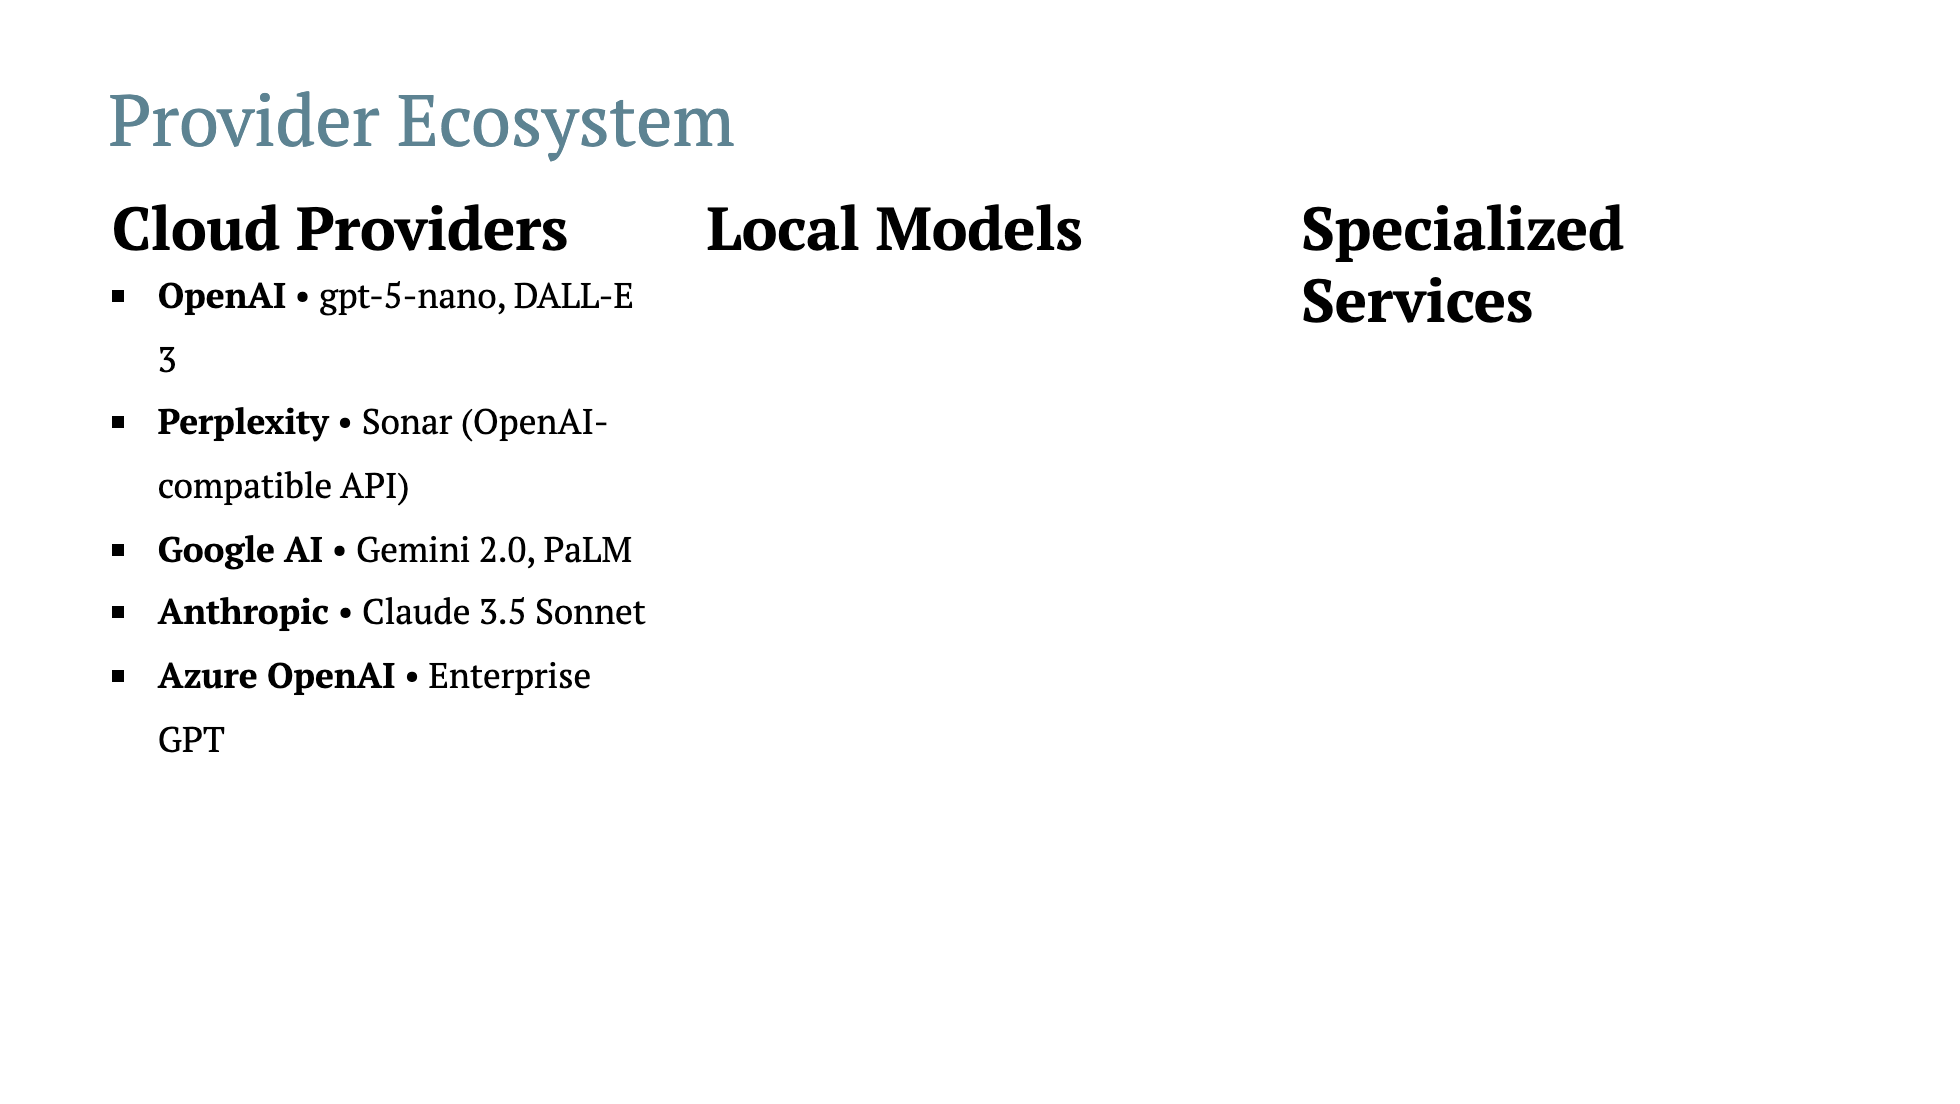 Provider Ecosystem
Cloud Providers
▪ OpenAI • gpt-5-nano, DALL-E
3
▪ Perplexity • Sonar (OpenAI-
compatible API)
▪ Google AI • Gemini 2.0, PaLM
▪ Anthropic • Claude 3.5 Sonnet
▪ Azure OpenAI • Enterprise
GPT
Local Models
Specialized
Services